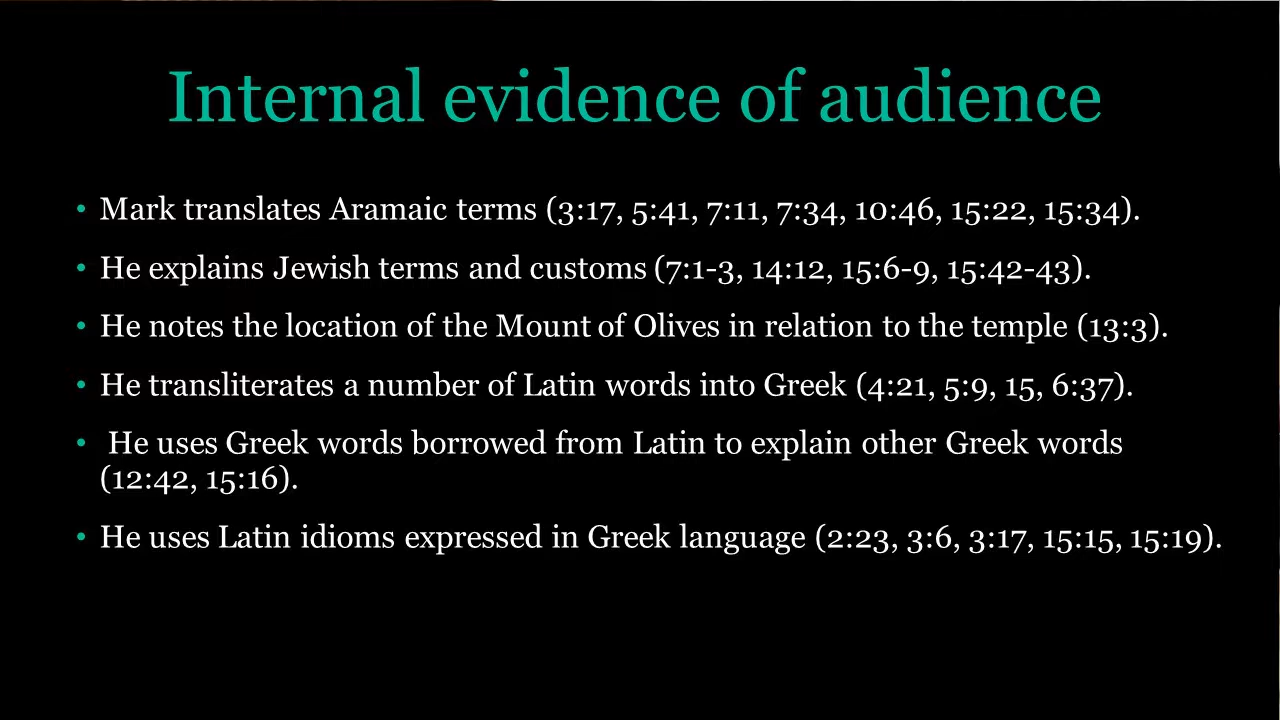 Internal evidence of audience
• Mark translates Aramaic terms (3:17, 5:41, 7:11, 7:34, 10:46, 15:22, 15:34).
• He explains Jewish terms and customs (7:1-3, 14:12, 15:6-9, 15:42-43).
• He notes the location of the Mount of Olives in relation to the temple (13:3).
• He transliterates a number of Latin words into Greek (4:21, 5:9, 15, 6:37).
• He uses Greek words borrowed from Latin to explain other Greek words
(12:42, 15:16).
• He uses Latin idioms expressed in Greek language (2:23, 3:6, 3:17, 15:15, 15:19).